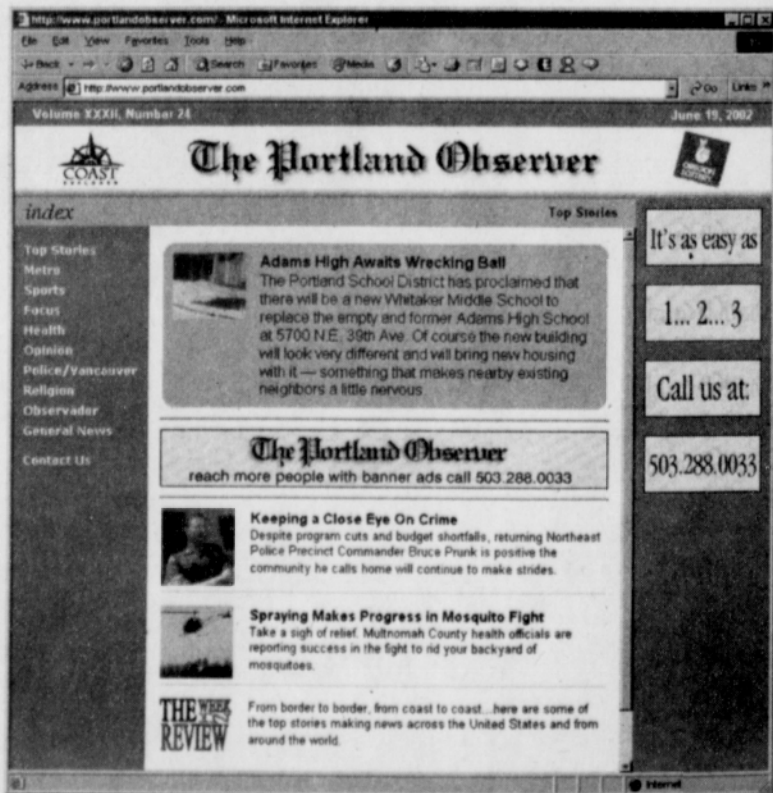 http://www.portlandobserver.com/ - Microsoft Internet Explorer
File Edit View Favorites Tools Help
Back Search Favorites Media
Address http://www.portlandobserver.com Go Links »
Volume XXXII, Number 24 June 19, 2002
COAST
EXPLORER
The Portland Observer
OREGON
LOTTERY
index Top Stories
Top Stories
Metro
Sports
Focus
Health
Opinion
Police/Vancouver
Religion
Observador
General News
Contact Us
Adams High Awaits Wrecking Ball
The Portland School District has proclaimed that
there will be a new Whitaker Middle School to
replace the empty and former Adams High School
at 5700 N.E. 39th Ave. Of course the new building
will look very different and will bring new housing
with it — something that makes nearby existing
neighbors a little nervous.
The Portland Observer
reach more people with banner ads call 503.288.0033
Keeping a Close Eye On Crime
Despite program cuts and budget shortfalls, returning Northeast
Police Precinct Commander Bruce Prunk is positive the
community he calls home will continue to make strides.
Spraying Makes Progress in Mosquito Fight
Take a sigh of relief. Multnomah County health officials are
reporting success in the fight to rid your backyard of
mosquitoes.
THE WEEK
IN
REVIEW
From border to border, from coast to coast...here are some of
the top stories making news across the United States and from
around the world.
It's as easy as
1... 2... 3
Call us at:
503.288.0033
Internet